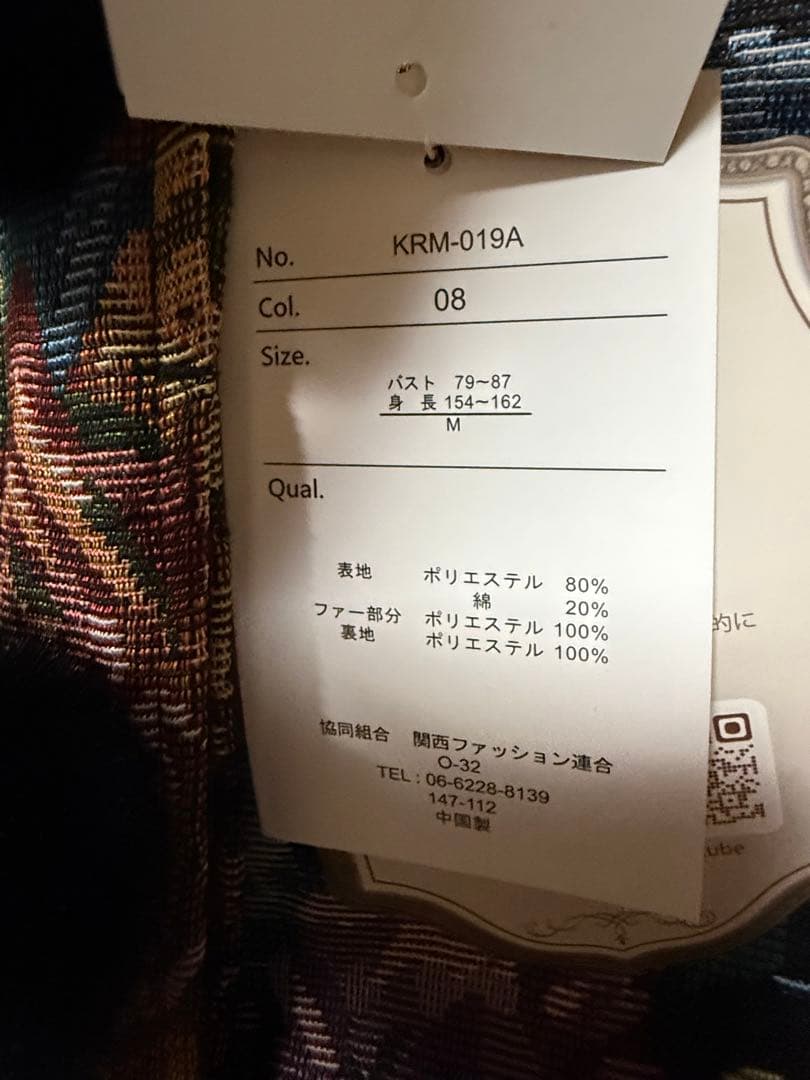 No. KRM-019A
Col. 08
Size.
バスト 79〜87
身 長 154〜162
M
Qual.
表地 ポリエステル 80%
綿 20%
ファー部分 ポリエステル 100%
裏地 ポリエステル 100%
協同組合 関西ファッション連合
O-32
TEL : 06-6228-8139
147-112
中国製
的に
ube